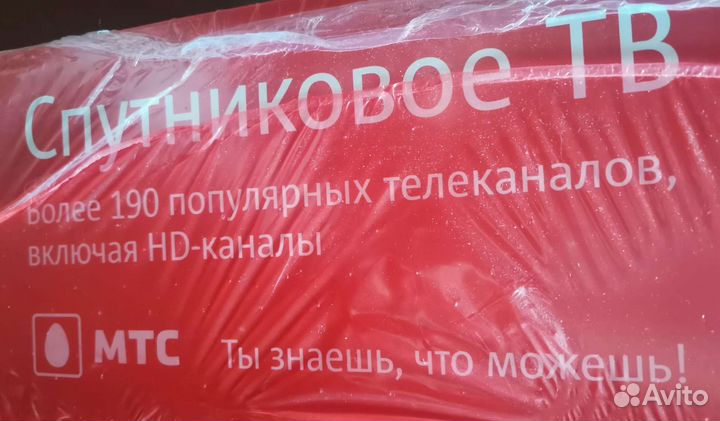 Спутниковое ТВ
Более 190 популярных телеканалов,
включая HD-каналы
МТС Ты знаешь, что можешь!
Avito